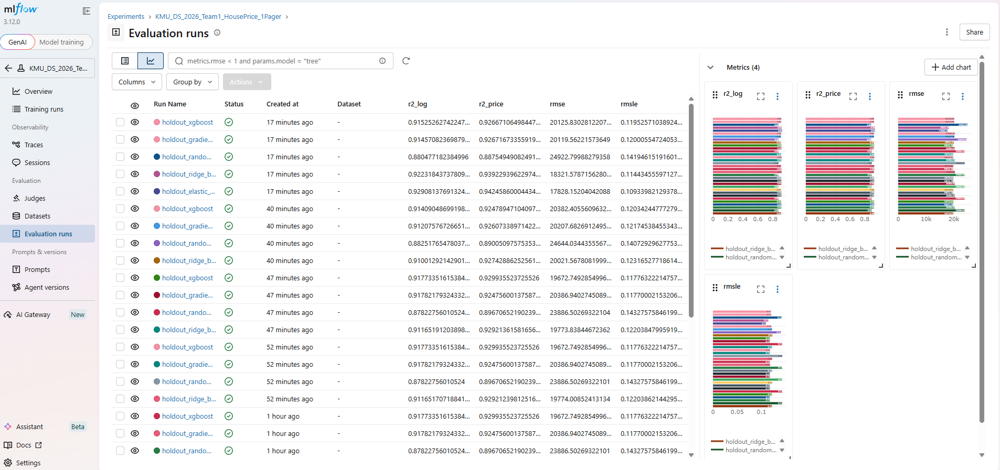 mlflow
3.12.0
GenAI
Model training
KMU_DS_2026_Te...
Overview
Training runs
Observability
Traces
Sessions
Evaluation
Judges
Datasets
Evaluation runs
Prompts & versions
Prompts
Agent versions
AI Gateway New
Assistant Beta
Docs
Settings
Experiments › KMU_DS_2026_Team1_HousePrice_1Pager ›
Evaluation runs
Share
metrics.rmse < 1 and params.model = "tree"
Columns Group by Actions
Run Name Status Created at Dataset r2_log r2_price rmse rmsle
holdout_xgboost 17 minutes ago - 0.91525262742247... 0.92667106498447... 20125.8302812207... 0.11952571038924...
holdout_gradie... 17 minutes ago - 0.91457082369879... 0.92671673355919... 20119.56221573649 0.12000554724053...
holdout_rando... 17 minutes ago - 0.880477182384996 0.88754949082491... 24922.79988279358 0.14194615191601...
holdout_ridge_b... 17 minutes ago - 0.92231843737809... 0.93922939622974... 18321.5787156280... 0.11443455597127...
holdout_elastic_... 17 minutes ago - 0.92908137691324... 0.94245860004434... 17828.15204042088 0.10933982129378...
holdout_xgboost 40 minutes ago - 0.91409048699198... 0.92478947104097... 20382.4055609632... 0.12034244777279...
holdout_gradie... 40 minutes ago - 0.91207576726651... 0.92607338971422... 20207.6826912495... 0.12174538455343...
holdout_rando... 40 minutes ago - 0.88251765478037... 0.89005097575353... 24644.0344355567... 0.14072929627753...
holdout_ridge_b... 40 minutes ago - 0.91001292142901... 0.92742886252561... 20021.5678081999... 0.12316527718614...
holdout_xgboost 47 minutes ago - 0.91773351615384... 0.929935523725526 19672.7492854996... 0.11776322214757...
holdout_gradie... 47 minutes ago - 0.91782179324332... 0.92475600137587... 20386.9402745089... 0.11770002153206...
holdout_rando... 47 minutes ago - 0.87822756010524... 0.89670652190239... 23886.50269322104 0.14327575846199...
holdout_ridge_b... 47 minutes ago - 0.91165191203898... 0.92921361581656... 19773.83844672362 0.12203847995919...
holdout_xgboost 52 minutes ago - 0.91773351615384... 0.929935523725526 19672.7492854996... 0.11776322214757...
holdout_gradie... 52 minutes ago - 0.91782179324332... 0.92475600137587... 20386.9402745089... 0.11770002153206...
holdout_rando... 52 minutes ago - 0.87822756010524 0.89670652190239... 23886.50269322101 0.14327575846199...
holdout_ridge_b... 52 minutes ago - 0.91165170718841... 0.92921239812516... 19774.00852413134 0.12203862144295...
holdout_xgboost 1 hour ago - 0.91773351615384... 0.929935523725526 19672.7492854996... 0.11776322214757...
holdout_gradie... 1 hour ago - 0.91782179324332... 0.92475600137587... 20386.9402745089... 0.11770002153206...
holdout_rando... 1 hour ago - 0.87822756010524... 0.89670652190239... 23886.50269322101 0.14327575846199...
Metrics (4)
Add chart
r2_log
0 0.2 0.4 0.6 0.8
holdout_ridge_b...
holdout_random...
r2_price
0 0.2 0.4 0.6 0.8
holdout_ridge_b...
holdout_random...
rmse
0 10k 20k
holdout_ridge_b...
holdout_random...
rmsle
0 0.05 0.1
holdout_ridge_b...
holdout_random...